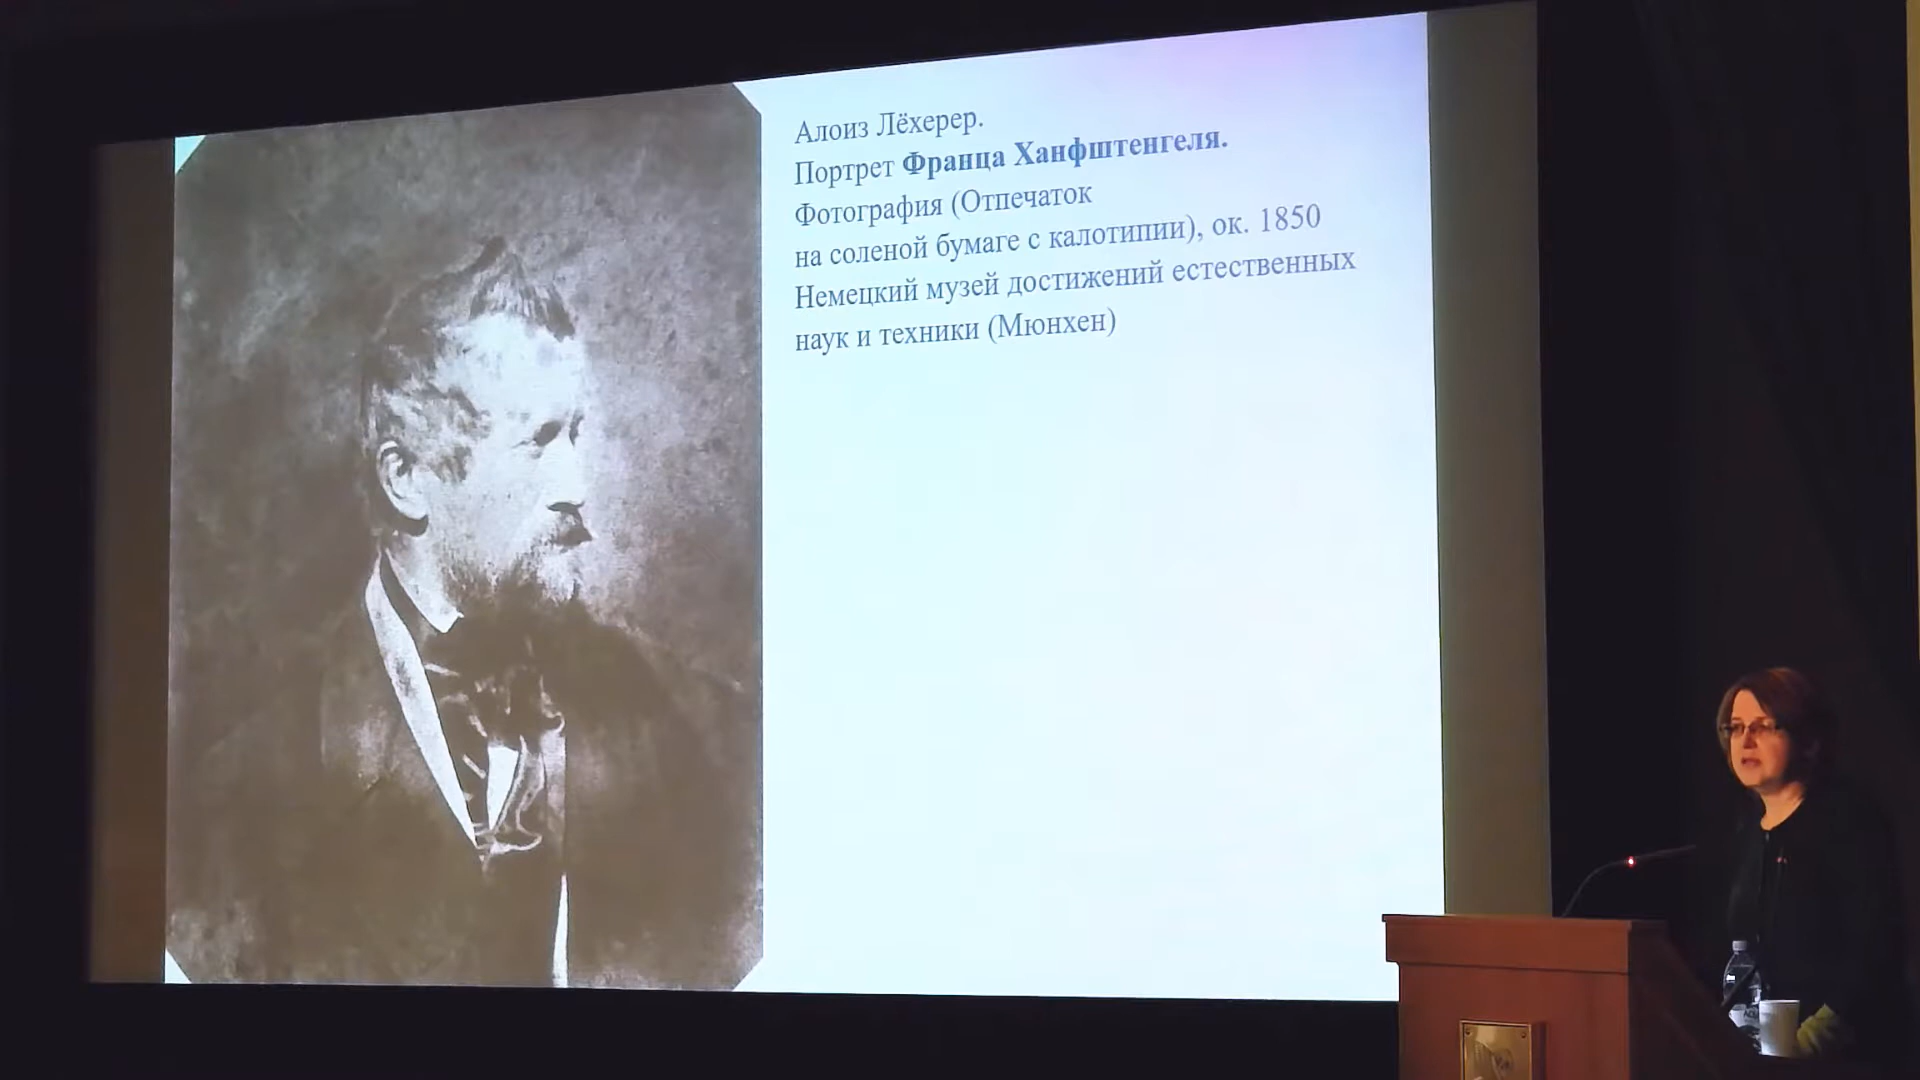 Алоиз Лёхерер.
Портрет Франца Ханфштенгеля.
Фотография (Отпечаток
на соленой бумаге с калотипии), ок. 1850
Немецкий музей достижений естественных
наук и техники (Мюнхен)